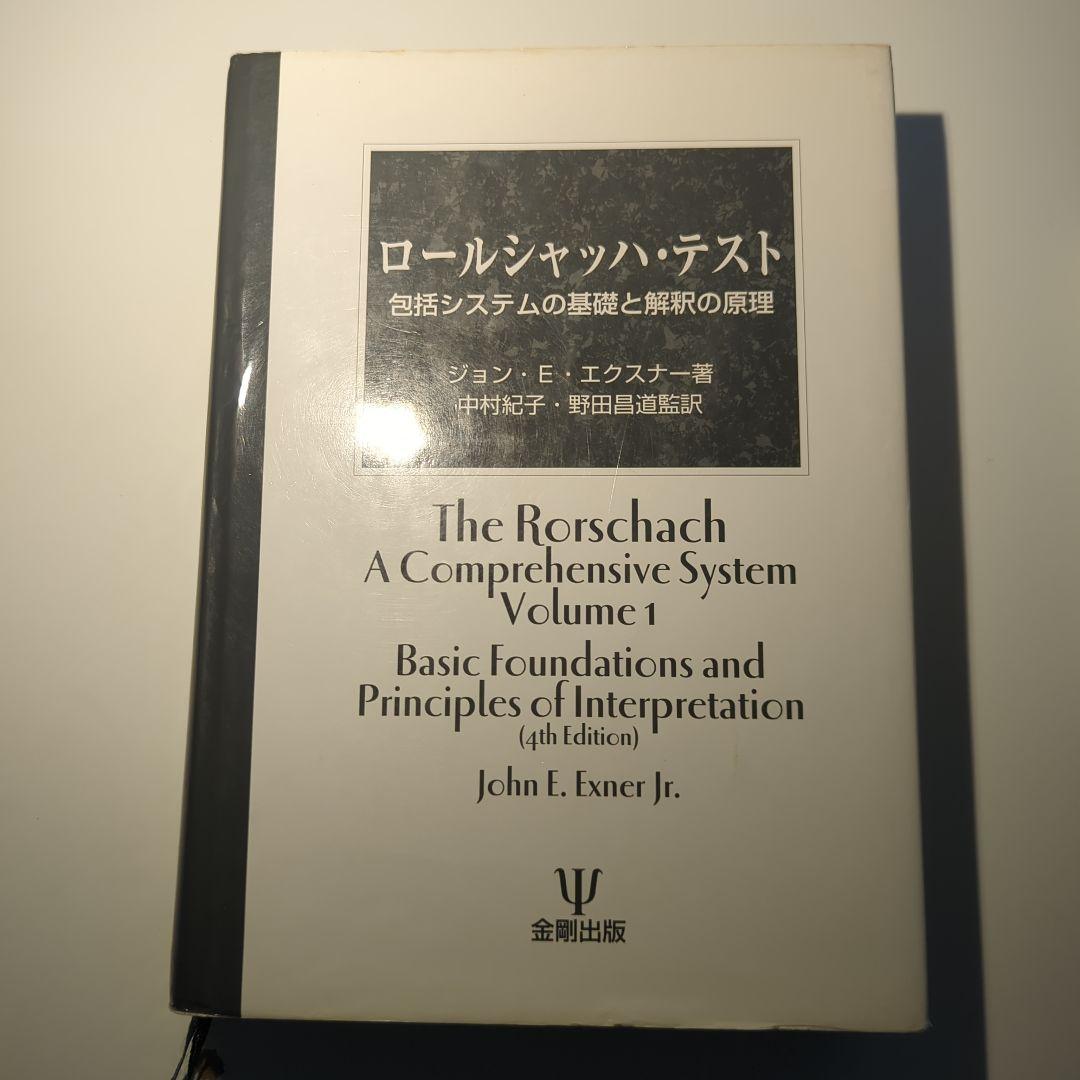 ロールシャッハ・テスト
包括システムの基礎と解釈の原理
ジョン・E・エクスナー著
中村紀子・野田昌道監訳
The Rorschach
A Comprehensive System
Volume 1
Basic Foundations and
Principles of Interpretation
(4th Edition)
John E. Exner Jr.
Ψ
金剛出版